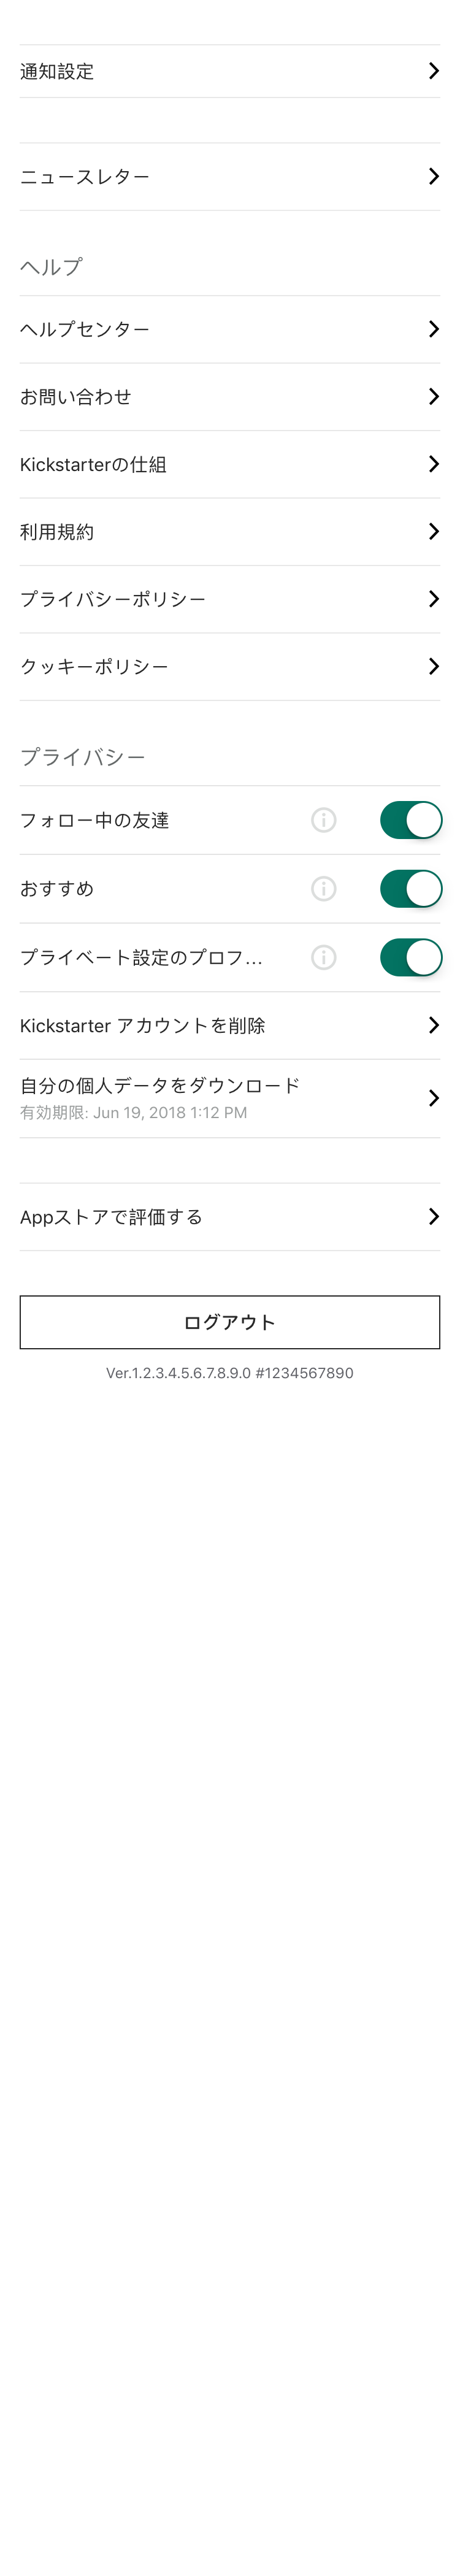 通知設定
ニュースレター
ヘルプ
ヘルプセンター
お問い合わせ
Kickstarterの仕組
利用規約
プライバシーポリシー
クッキーポリシー
プライバシー
フォロー中の友達
おすすめ
プライベート設定のプロフ...
Kickstarter アカウントを削除
自分の個人データをダウンロード
有効期限: Jun 19, 2018 1:12 PM
Appストアで評価する
ログアウト
Ver.1.2.3.4.5.6.7.8.9.0 #1234567890